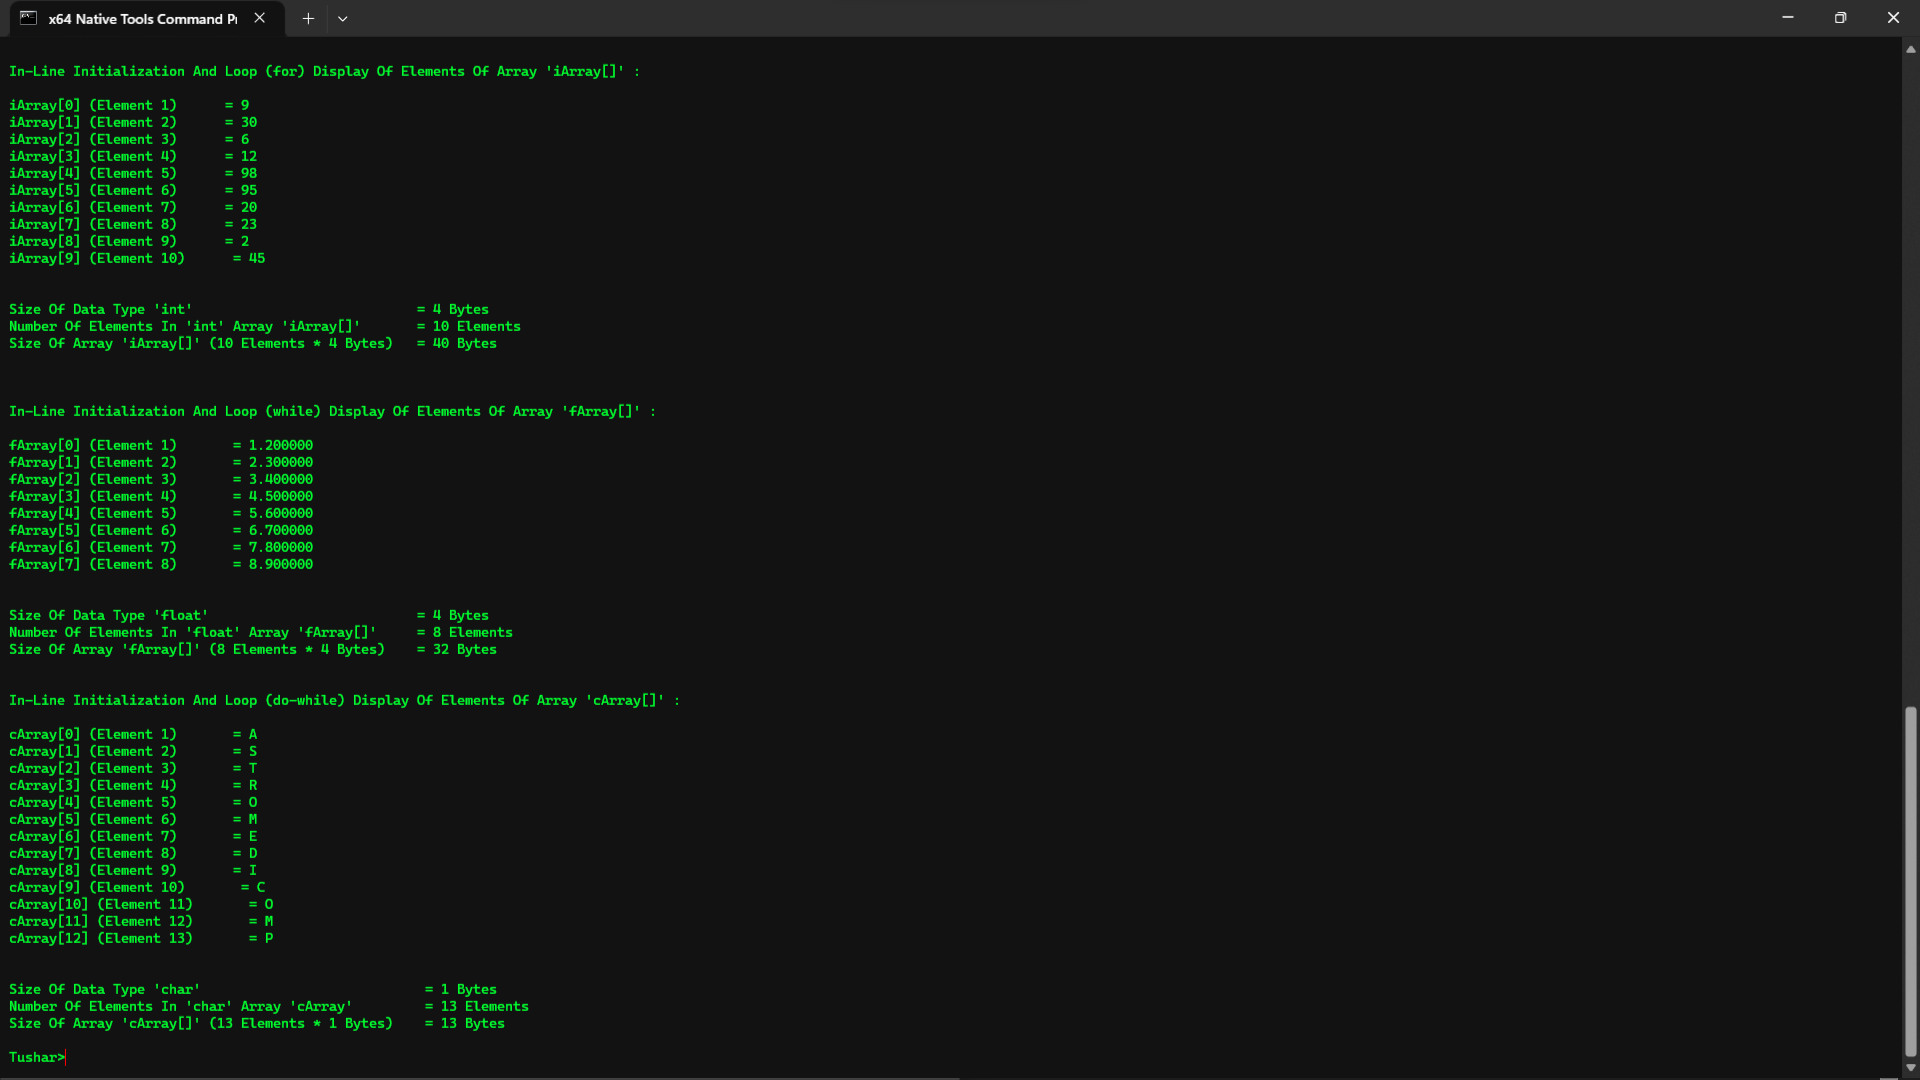 x64 Native Tools Command P
In-Line Initialization And Loop (for) Display Of Elements Of Array 'iArray[]' :
iArray[0] (Element 1) = 9
iArray[1] (Element 2) = 30
iArray[2] (Element 3) = 6
iArray[3] (Element 4) = 12
iArray[4] (Element 5) = 98
iArray[5] (Element 6) = 95
iArray[6] (Element 7) = 20
iArray[7] (Element 8) = 23
iArray[8] (Element 9) = 2
iArray[9] (Element 10) = 45
Size Of Data Type 'int' = 4 Bytes
Number Of Elements In 'int' Array 'iArray[]' = 10 Elements
Size Of Array 'iArray[]' (10 Elements * 4 Bytes) = 40 Bytes
In-Line Initialization And Loop (while) Display Of Elements Of Array 'fArray[]' :
fArray[0] (Element 1) = 1.200000
fArray[1] (Element 2) = 2.300000
fArray[2] (Element 3) = 3.400000
fArray[3] (Element 4) = 4.500000
fArray[4] (Element 5) = 5.600000
fArray[5] (Element 6) = 6.700000
fArray[6] (Element 7) = 7.800000
fArray[7] (Element 8) = 8.900000
Size Of Data Type 'float' = 4 Bytes
Number Of Elements In 'float' Array 'fArray[]' = 8 Elements
Size Of Array 'fArray[]' (8 Elements * 4 Bytes) = 32 Bytes
In-Line Initialization And Loop (do-while) Display Of Elements Of Array 'cArray[]' :
cArray[0] (Element 1) = A
cArray[1] (Element 2) = S
cArray[2] (Element 3) = T
cArray[3] (Element 4) = R
cArray[4] (Element 5) = O
cArray[5] (Element 6) = M
cArray[6] (Element 7) = E
cArray[7] (Element 8) = D
cArray[8] (Element 9) = I
cArray[9] (Element 10) = C
cArray[10] (Element 11) = O
cArray[11] (Element 12) = M
cArray[12] (Element 13) = P
Size Of Data Type 'char' = 1 Bytes
Number Of Elements In 'char' Array 'cArray' = 13 Elements
Size Of Array 'cArray[]' (13 Elements * 1 Bytes) = 13 Bytes
Tushar>